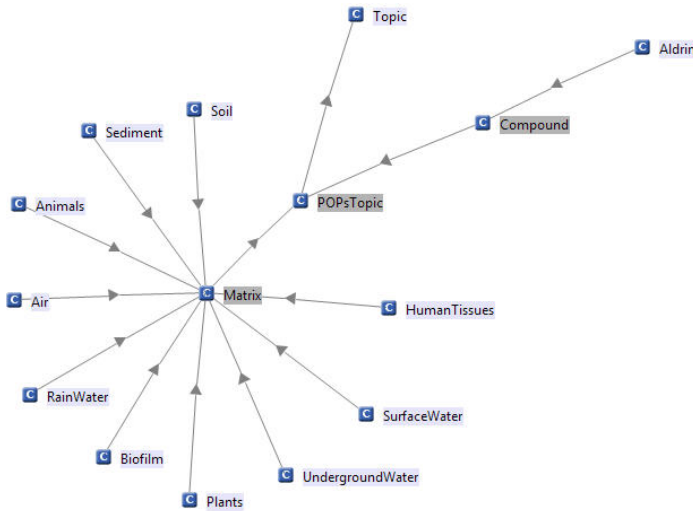 Topic
Aldrin
Soil
Compound
Sediment
POPsTopic
Animals
Matrix
Air
HumanTissues
RainWater
SurfaceWater
Biofilm
UndergroundWater
Plants